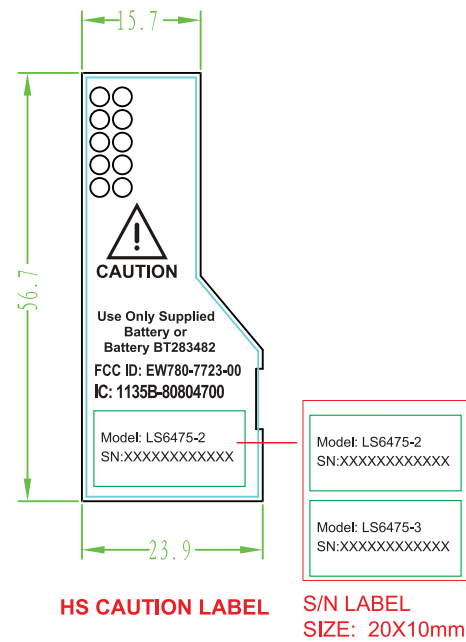 15.7
56.7
!
CAUTION
Use Only Supplied
Battery or
Battery BT283482
FCC ID: EW780-7723-00
IC: 1135B-80804700
Model: LS6475-2
SN:XXXXXXXXXXXX
Model: LS6475-2
SN:XXXXXXXXXXXX
Model: LS6475-3
SN:XXXXXXXXXXXX
23.9
HS CAUTION LABEL
S/N LABEL
SIZE: 20X10mm